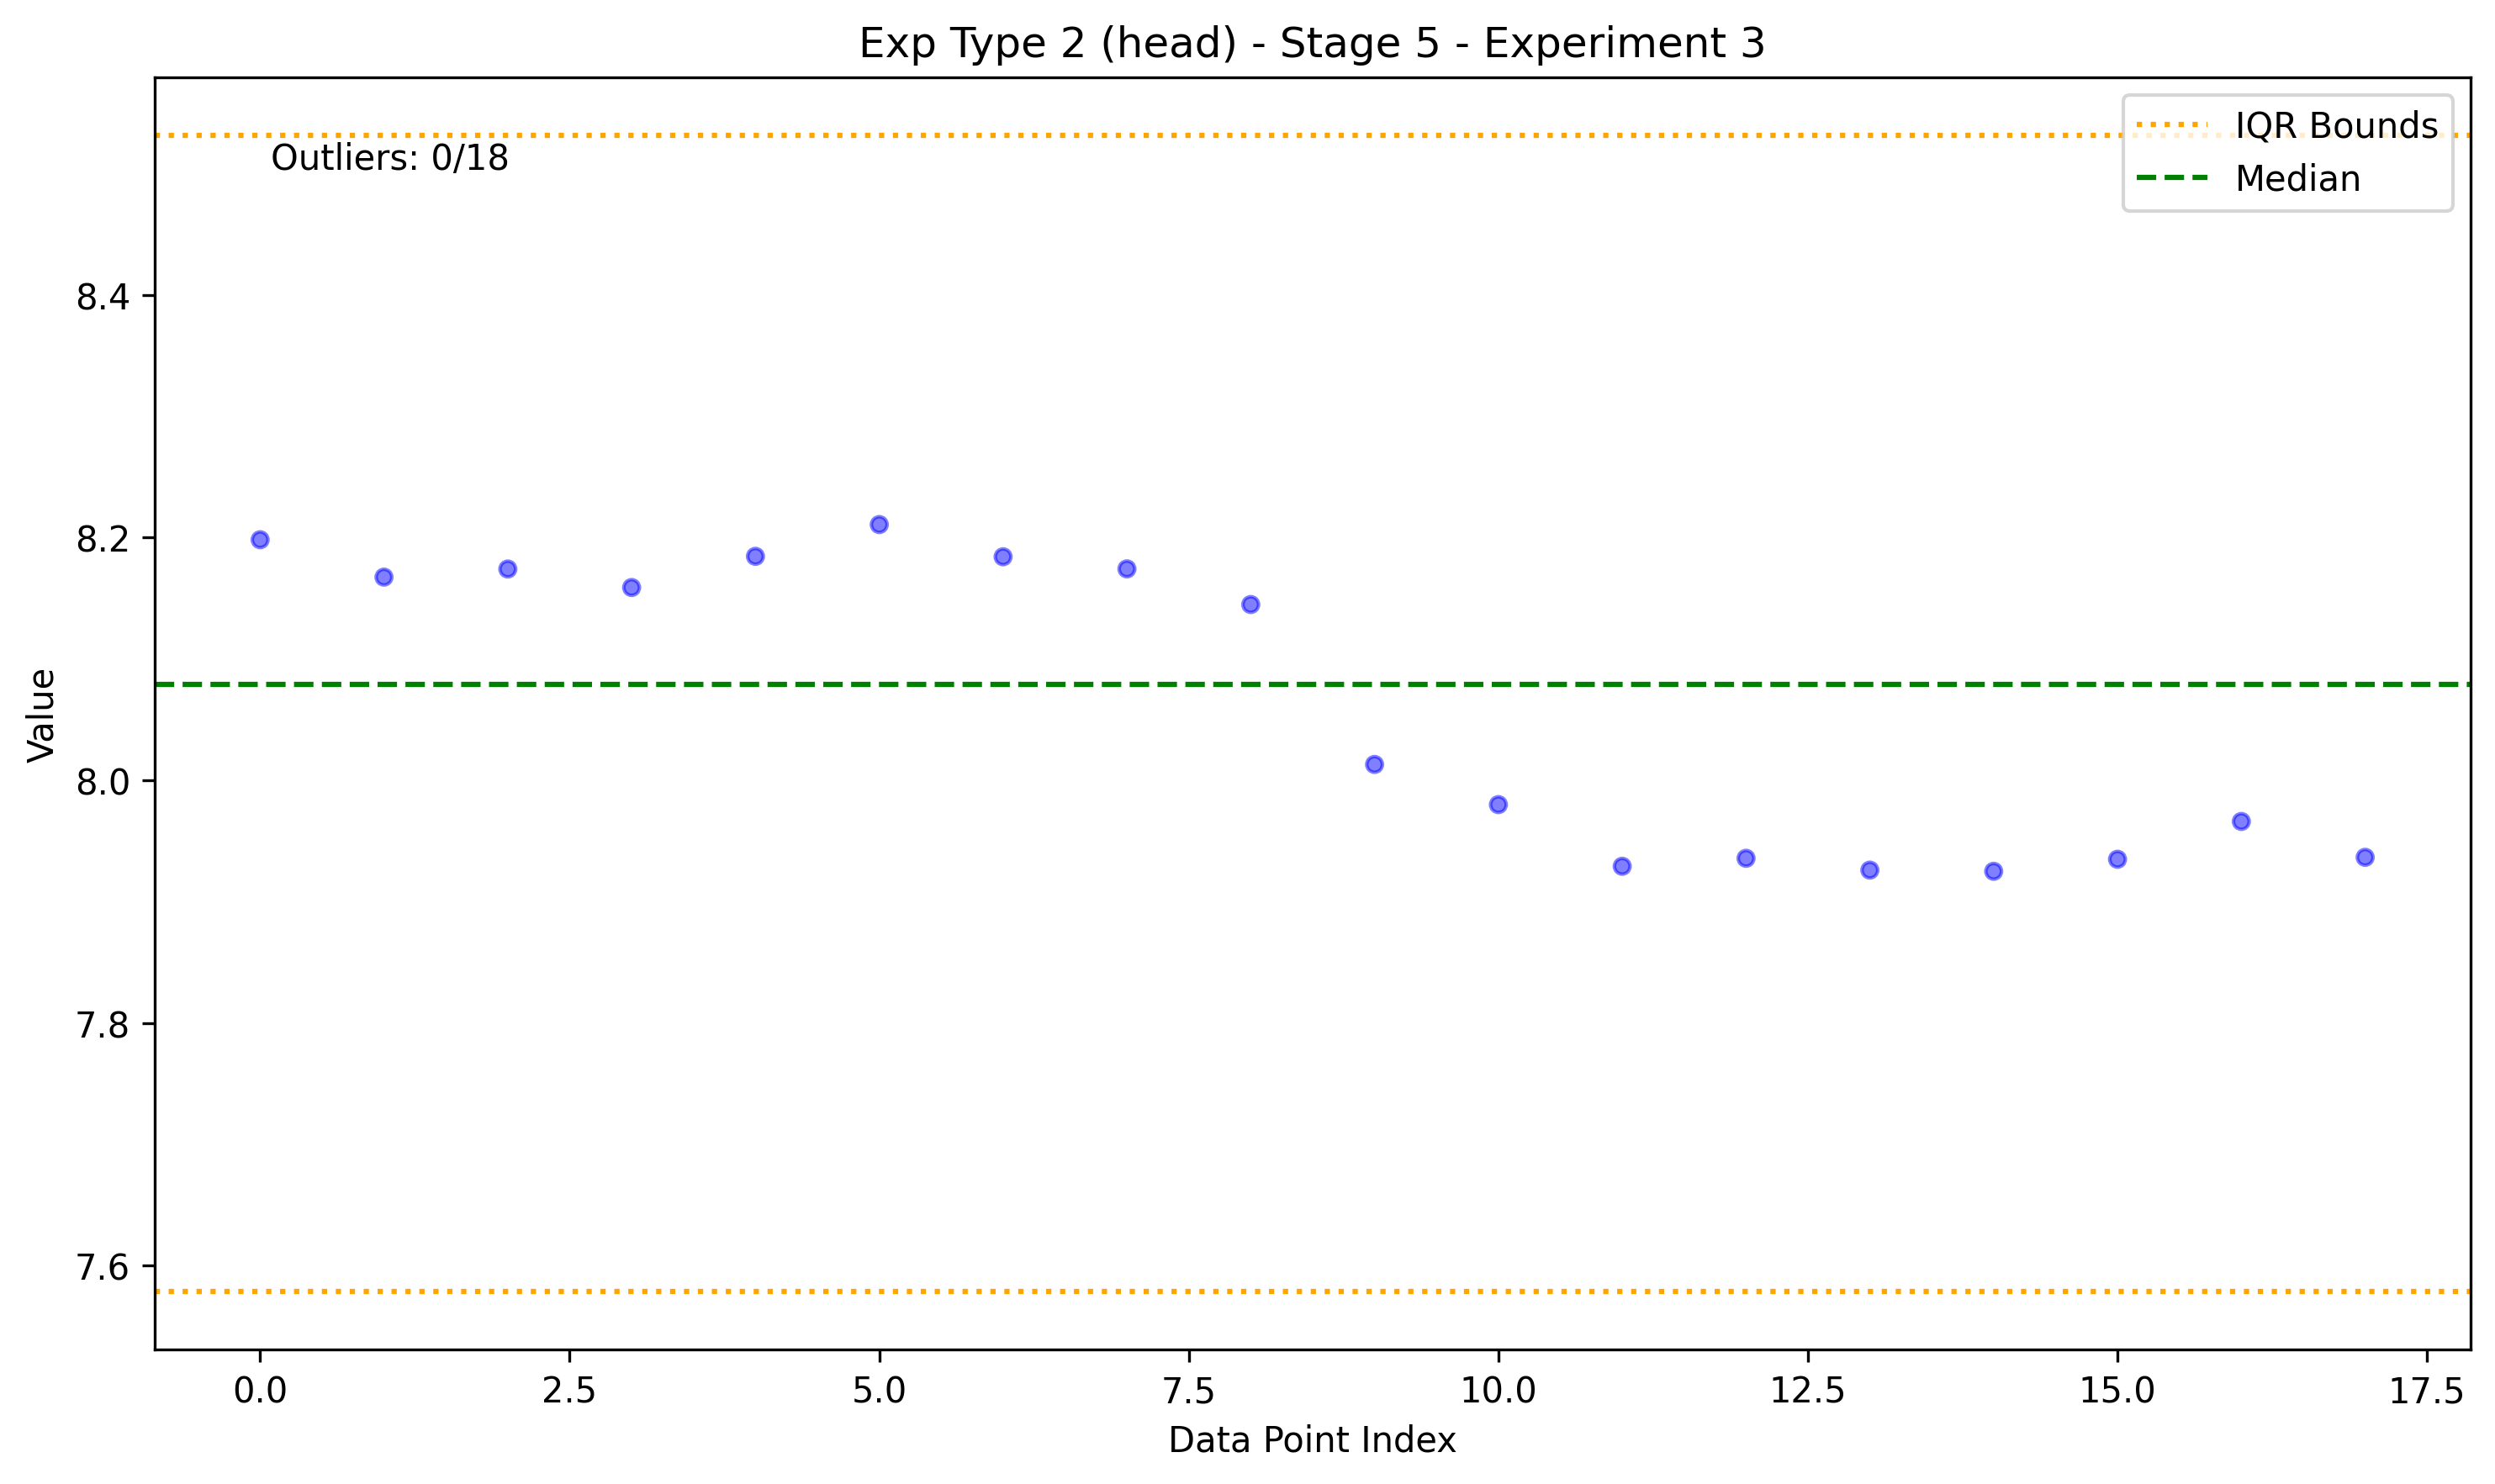 Exp Type 2 (head) - Stage 5 - Experiment 3
IQR Bounds
Median
Outliers: 0/18
8.4
8.2
8.0
7.8
7.6
Value
0.0 2.5 5.0 7.5 10.0 12.5 15.0 17.5
Data Point Index